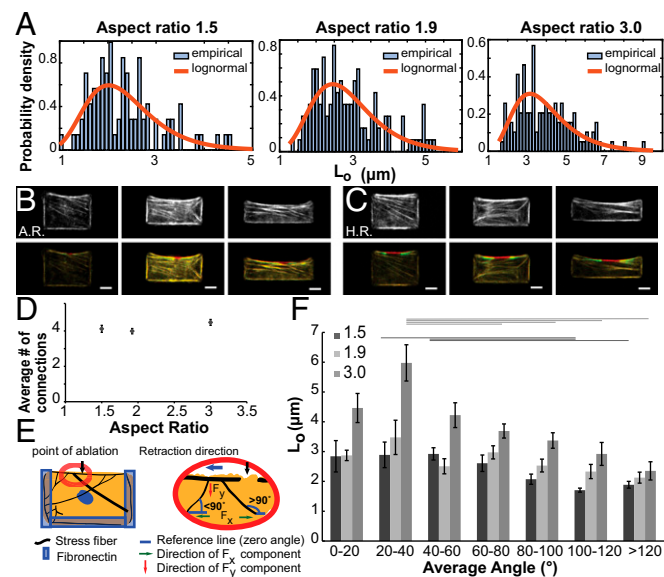 A
Aspect ratio 1.5
Aspect ratio 1.9
Aspect ratio 3.0
Probability density
0.8
0.4
0
1
3
5
empirical
lognormal
0.8
0.4
0
1
3
5
empirical
lognormal
0.6
0.4
0.2
0
1
3
5
7
9
empirical
lognormal
Lo (µm)
B
A.R.
C
H.R.
D
Average # of
connections
6
4
2
0
1
1.5
2
2.5
3
3.5
Aspect Ratio
E
point of ablation
Retraction direction
Fy
<90°
>90°
Fx
Stress fiber
Fibronectin
Reference line (zero angle)
Direction of Fx component
Direction of Fy component
F
1.5
1.9
3.0
Lo (µm)
7
6
5
4
3
2
1
0
0-20
20-40
40-60
60-80
80-100
100-120
>120
Average Angle (°)